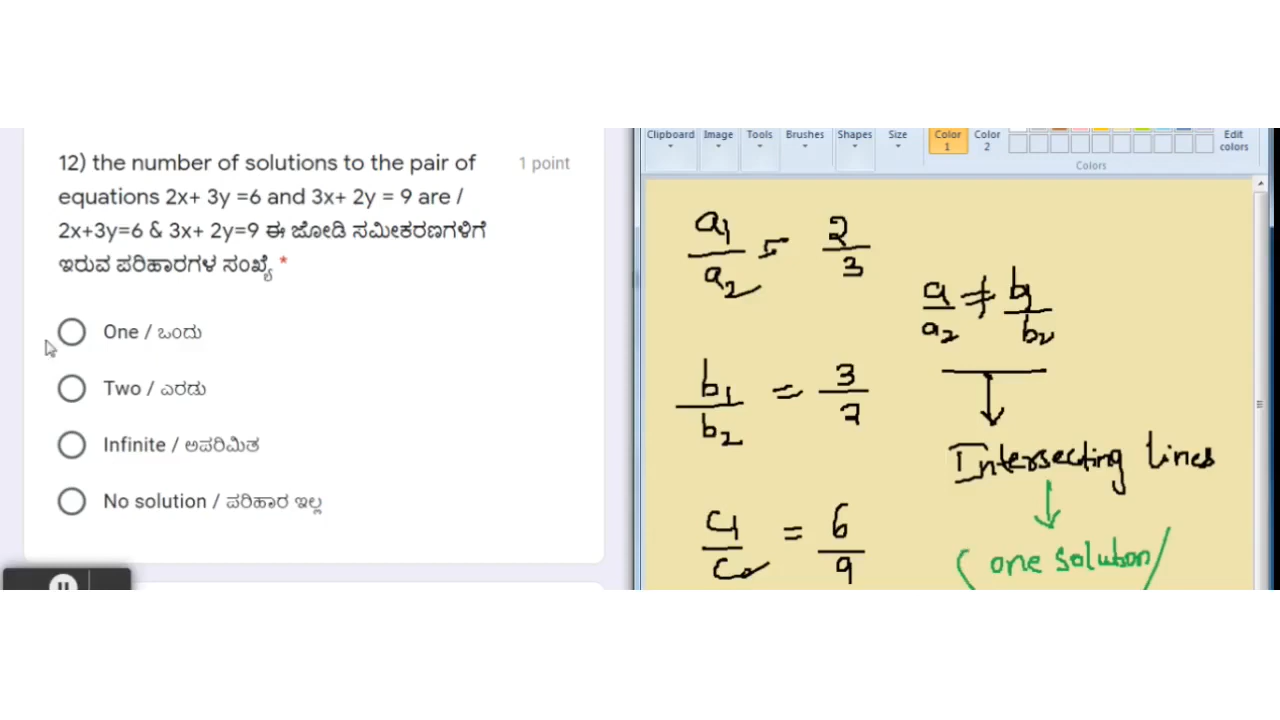 12) the number of solutions to the pair of
1 point
equations 2x+ 3y =6 and 3x+ 2y = 9 are /
2x+3y=6 & 3x+ 2y=9 ಈ ಜೋಡಿ ಸಮೀಕರಣಗಳಿಗೆ
ಇರುವ ಪರಿಹಾರಗಳ ಸಂಖ್ಯೆ *
One / ಒಂದು
Two / ಎರಡು
Infinite / ಅಪರಿಮಿತ
No solution / ಪರಿಹಾರ ಇಲ್ಲ
Clipboard Image Tools Brushes Shapes Size Color 1 Color 2 Edit colors
Colors
a1/a2 = 2/3
a/a2 ≠ b1/b2
b1/b2 = 3/2
Intersecting lines
c1/c2 = 6/9
(one solution/